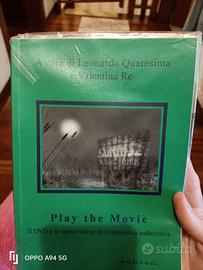 A cura di Leonardo Quaresima
e Valentina Re
Play the Movie
Il DVD e le nuove forme dell'esperienza audiovisiva
kaplan
OPPO A94 5G
subito